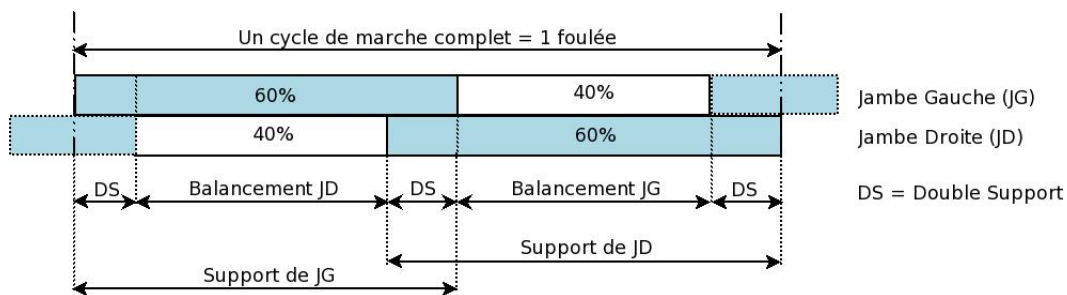 Un cycle de marche complet = 1 foulée
60% 40% Jambe Gauche (JG)
40% 60% Jambe Droite (JD)
DS Balancement JD DS Balancement JG DS DS = Double Support
Support de JD
Support de JG